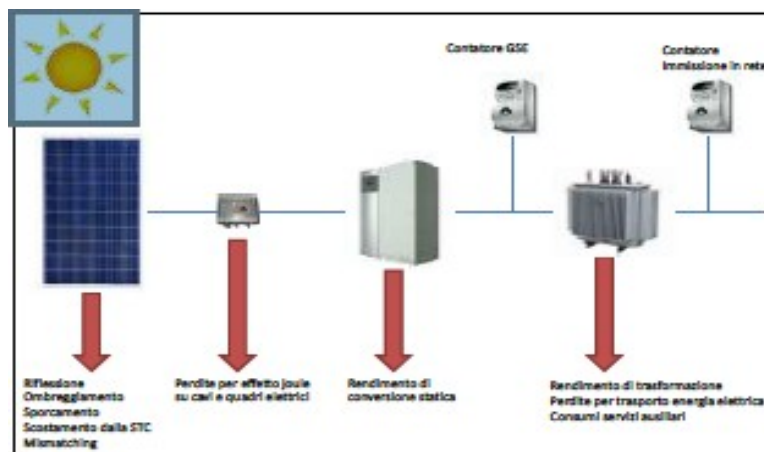 Contatore GSE
Contatore
Immissione in rete
Riflessione
Ombreggiamento
Sporcamento
Scostamento dalla STC
Mismatching
Perdite per effetto joule
su cavi e quadri elettrici
Rendimento di
conversione statica
Rendimento di trasformazione
Perdite per trasporto energia elettrica
Consumi servizi ausiliari